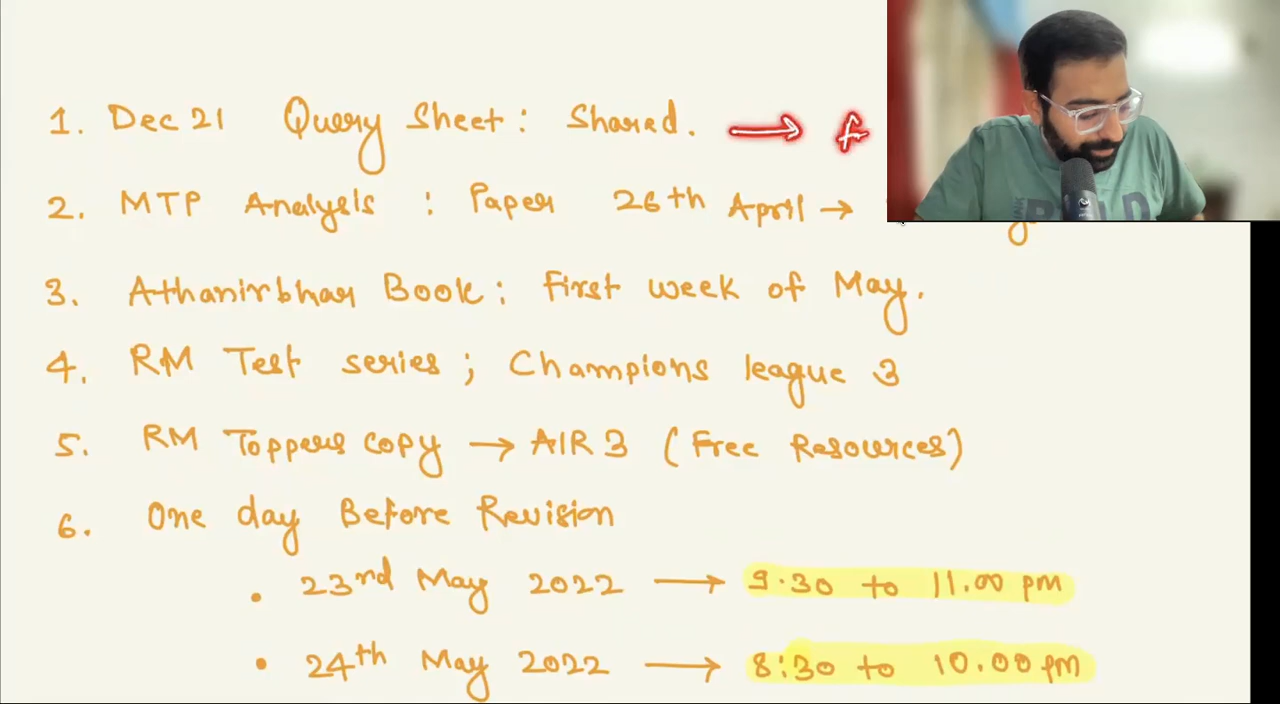 1. Dec 21 Query Sheet : Shared. → f
2. MTP Analysis : Paper 26th April →
3. Athanirbhar Book : First week of May.
4. RM Test series ; Champions league 3
5. RM Toppers copy → AIR 3 (Free Resources)
6. One day Before Revision
• 23rd May 2022 → 9.30 to 11.00 pm
• 24th May 2022 → 8:30 to 10.00 pm